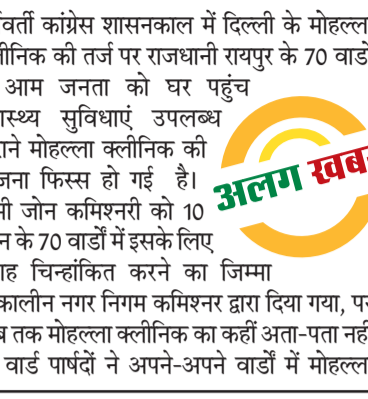 र्ववर्ती कांग्रेस शासनकाल में दिल्ली के मोहल्ला
लीनिक की तर्ज पर राजधानी रायपुर के 70 वार्डो
आम जनता को घर पहुंच
ास्थ्य सुविधाएं उपलब्ध
राने मोहल्ला क्लीनिक की
जना फिस्स हो गई है।
भी जोन कमिश्नरी को 10
न के 70 वार्डों में इसके लिए
ाह चिन्हांकित करने का जिम्मा
कालीन नगर निगम कमिश्नर द्वारा दिया गया, पर
ब तक मोहल्ला क्लीनिक का कहीं अता-पता नहीं
वार्ड पार्षदों ने अपने-अपने वार्डों में मोहल्ला
अलग खबर